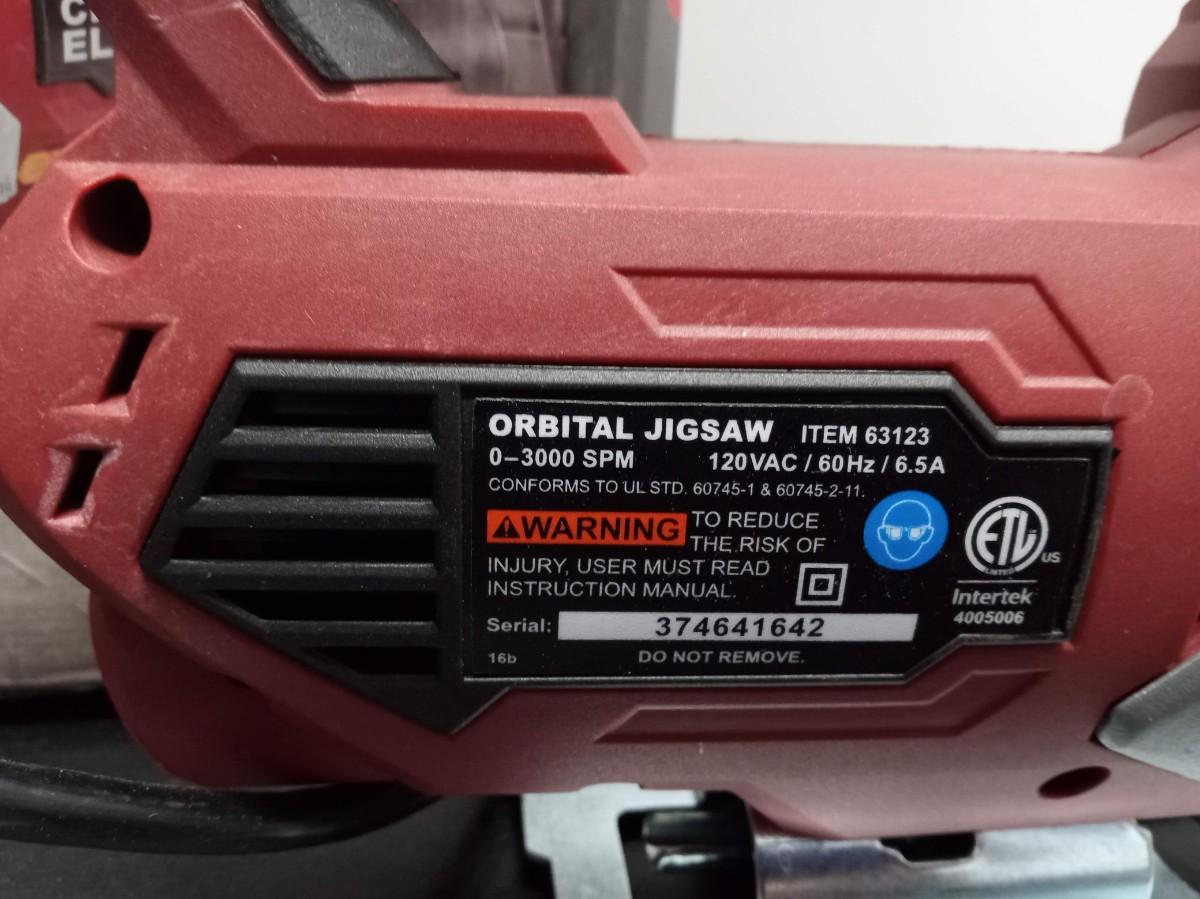 EL
ORBITAL JIGSAW ITEM 63123
0–3000 SPM 120VAC / 60Hz / 6.5A
CONFORMS TO UL STD. 60745-1 & 60745-2-11.
WARNING TO REDUCE
THE RISK OF
INJURY, USER MUST READ
INSTRUCTION MANUAL.
ETL
LISTED
US
Intertek
4005006
Serial: 374641642
16b DO NOT REMOVE.